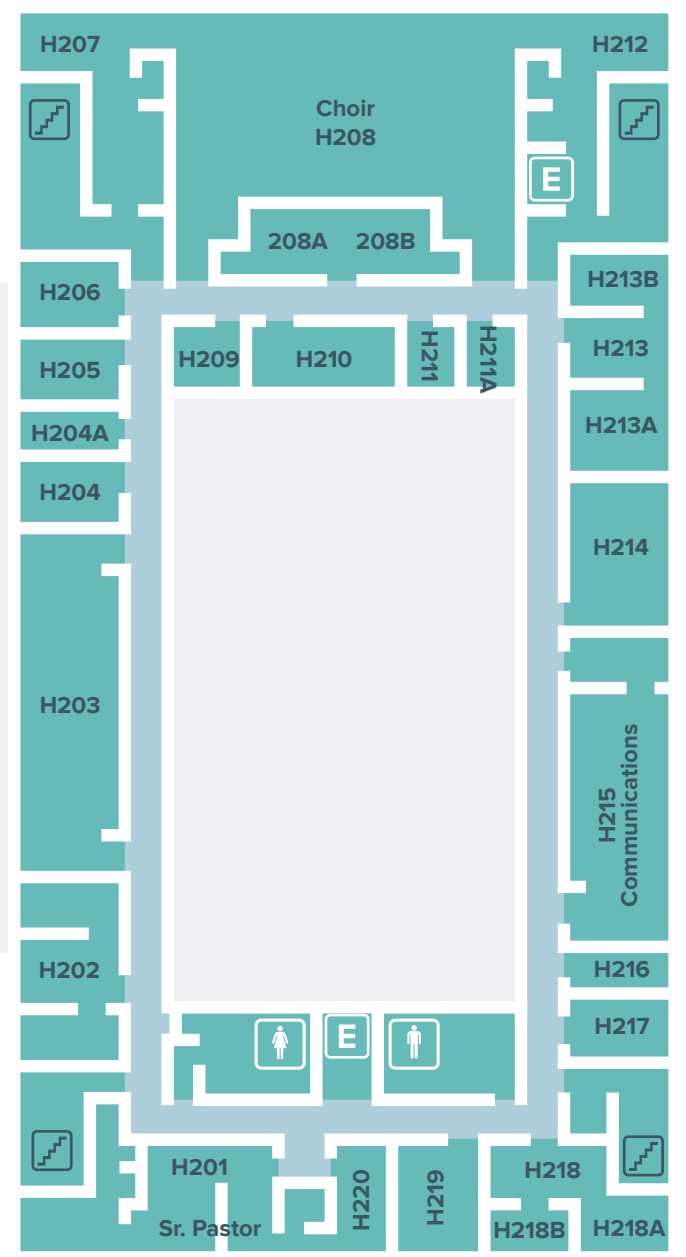 H207
H212
Choir
H208
E
208A
208B
H206
H213B
H205
H209
H210
H211
H211A
H213
H204A
H213A
H204
H214
H203
H215
Communications
H202
H216
H217
E
H201
H220
H219
H218
Sr. Pastor
H218B
H218A